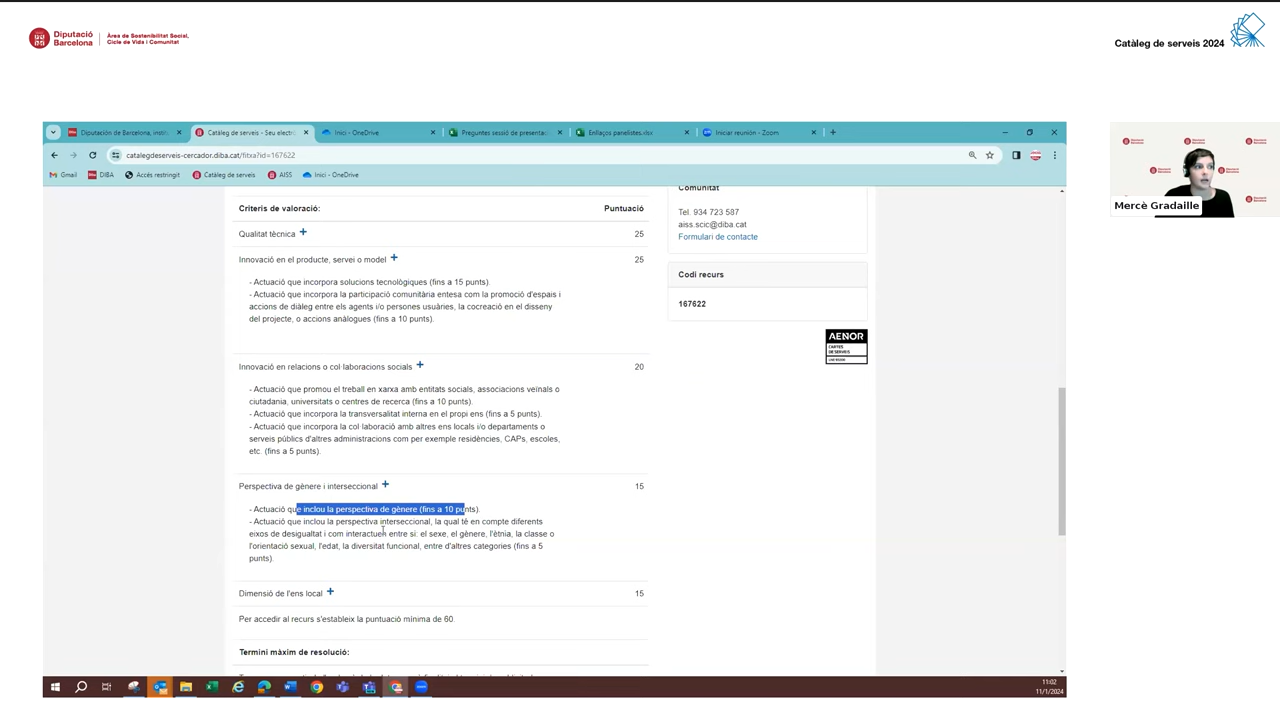 Diputació
Barcelona
Àrea de Sostenibilitat Social,
Cicle de Vida i Comunitat
Catàleg de serveis 2024
Diputación de Barcelona, instit
Catàleg de serveis - Seu electrò
Inici - OneDrive
Preguntes sessió de presentac
Enllaços panelistes.xlsx
Iniciar reunión - Zoom
catalegdeserveis-cercador.diba.cat/fitxa?id=167622
Gmail
DIBA
Accés restringit
Catàleg de serveis
AISS
Inici - OneDrive
Criteris de valoració: Puntuació
Qualitat tècnica + 25
Innovació en el producte, servei o model + 25
- Actuació que incorpora solucions tecnològiques (fins a 15 punts).
- Actuació que incorpora la participació comunitària entesa com la promoció d'espais i
accions de diàleg entre els agents i/o persones usuàries, la cocreació en el disseny
del projecte, o accions anàlogues (fins a 10 punts).
Innovació en relacions o col·laboracions socials + 20
- Actuació que promou el treball en xarxa amb entitats socials, associacions veïnals o
ciutadania, universitats o centres de recerca (fins a 10 punts).
- Actuació que incorpora la transversalitat interna en el propi ens (fins a 5 punts).
- Actuació que incorpora la col·laboració amb altres ens locals i/o departaments o
serveis públics d'altres administracions com per exemple residències, CAPs, escoles,
etc. (fins a 5 punts).
Perspectiva de gènere i interseccional + 15
- Actuació que inclou la perspectiva de gènere (fins a 10 punts).
- Actuació que inclou la perspectiva interseccional, la qual té en compte diferents
eixos de desigualtat i com interactuen entre si: el sexe, el gènere, l'ètnia, la classe o
l'orientació sexual, l'edat, la diversitat funcional, entre d'altres categories (fins a 5
punts).
Dimensió de l'ens local + 15
Per accedir al recurs s'estableix la puntuació mínima de 60.
Termini màxim de resolució:
Comunitat
Tel. 934 723 587
aiss.scic@diba.cat
Formulari de contacte
Codi recurs
167622
AENOR
CARTES
DE SERVEIS
Mercè Gradaille
11:02
11/1/2024